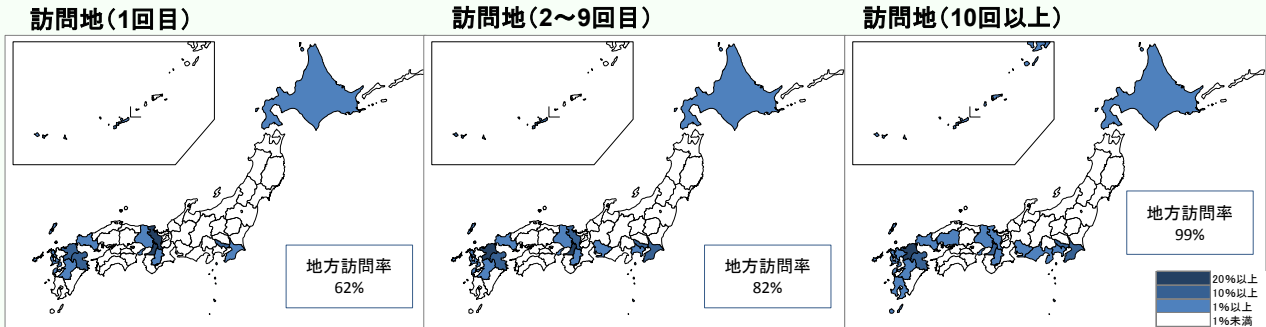 訪問地(1回目)
地方訪問率
62%
訪問地(2～9回目)
地方訪問率
82%
訪問地(10回以上)
地方訪問率
99%
20%以上
10%以上
1%以上
1%未満